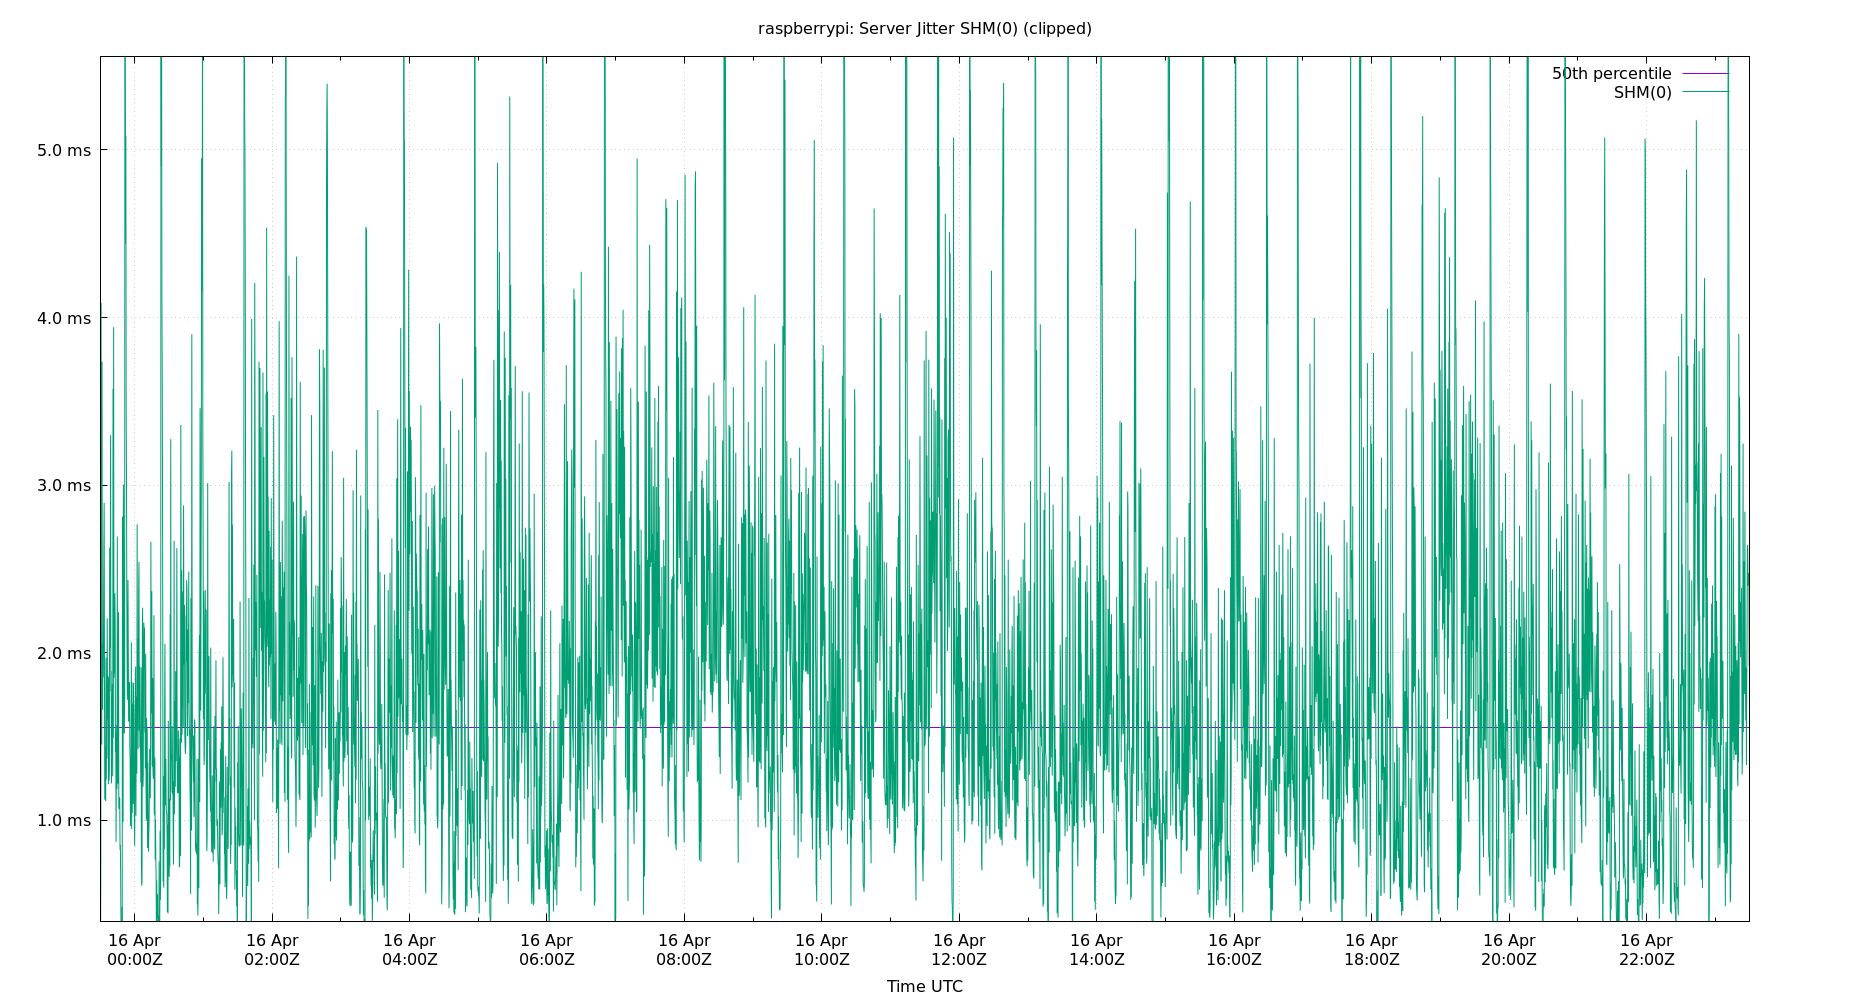 raspberrypi: Server Jitter SHM(0) (clipped)
50th percentile
SHM(0)
5.0 ms
4.0 ms
3.0 ms
2.0 ms
1.0 ms
16 Apr 16 Apr 16 Apr 16 Apr 16 Apr 16 Apr 16 Apr 16 Apr 16 Apr 16 Apr 16 Apr 16 Apr
00:00Z 02:00Z 04:00Z 06:00Z 08:00Z 10:00Z 12:00Z 14:00Z 16:00Z 18:00Z 20:00Z 22:00Z
Time UTC